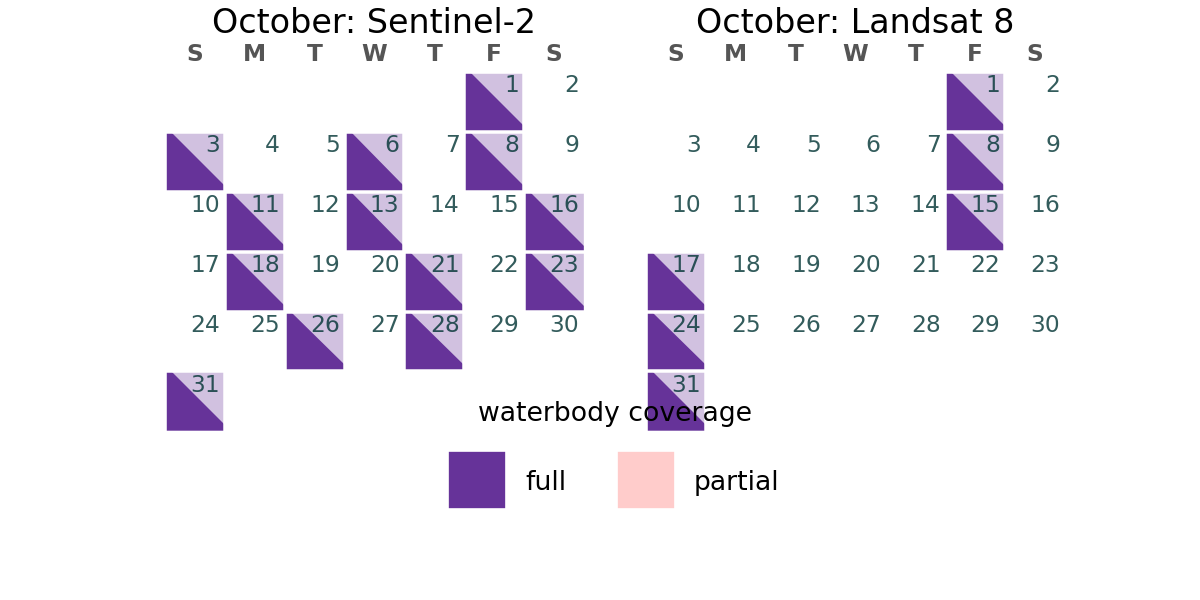 October: Sentinel-2
S M T W T F S
1 2
3 4 5 6 7 8 9
10 11 12 13 14 15 16
17 18 19 20 21 22 23
24 25 26 27 28 29 30
31
October: Landsat 8
S M T W T F S
1 2
3 4 5 6 7 8 9
10 11 12 13 14 15 16
17 18 19 20 21 22 23
24 25 26 27 28 29 30
31
waterbody coverage
full partial